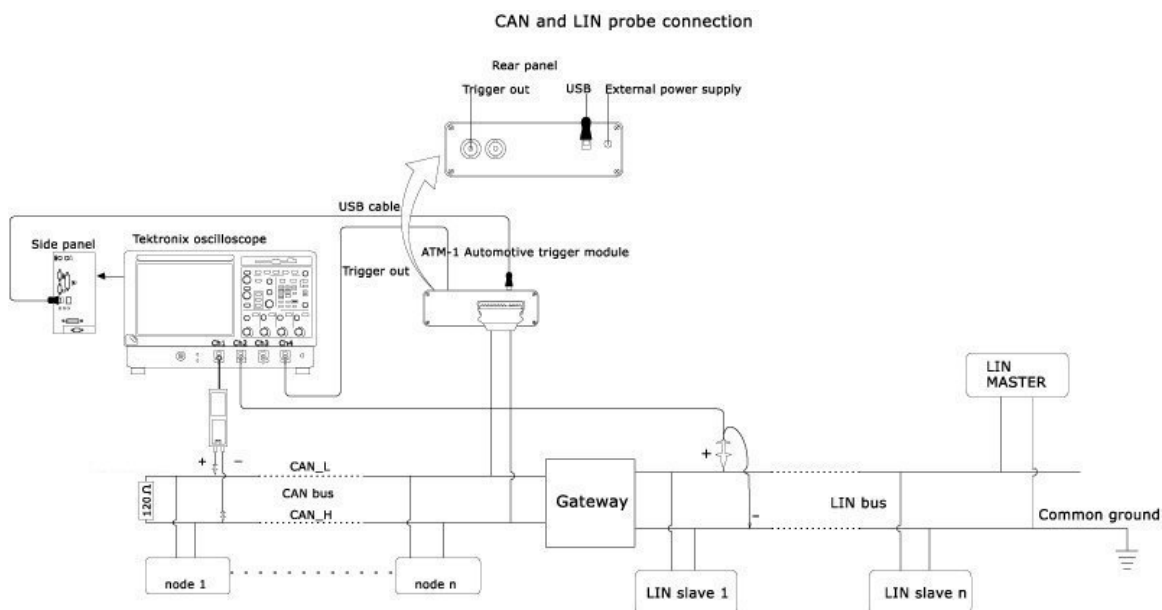 CAN and LIN probe connection
Rear panel
Trigger out
USB
External power supply
USB cable
Side panel
Tektronix oscilloscope
ATM-1 Automotive trigger module
Trigger out
Ch1
Ch2
Ch3
Ch4
LIN
MASTER
+
-
+
CAN_L
120Ω
CAN bus
Gateway
LIN bus
CAN_H
-
Common ground
node 1
node n
LIN slave 1
LIN slave n